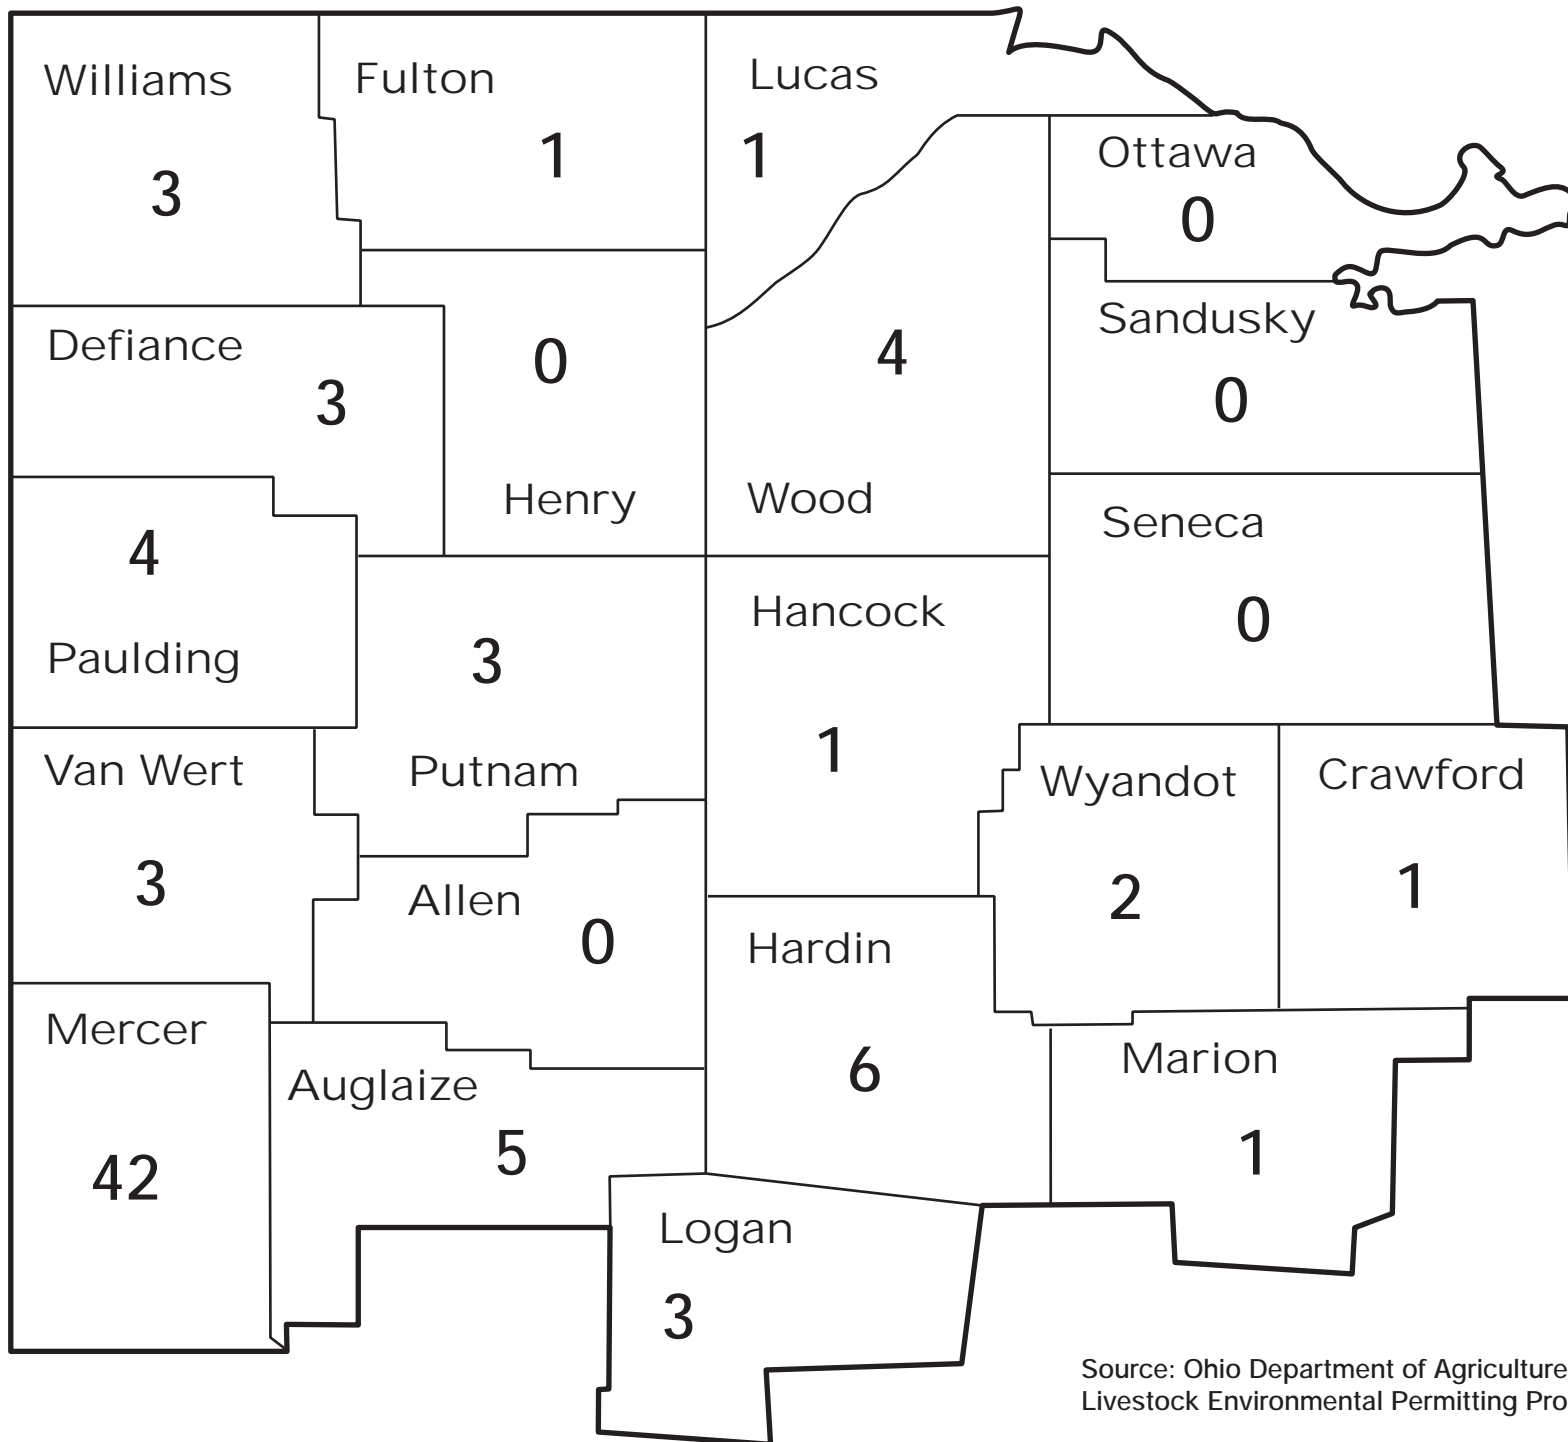 Williams
3
Fulton
1
Lucas
1
Ottawa
0
Defiance
3
0
Henry
4
Wood
Sandusky
0
4
Paulding
3
Putnam
Hancock
1
Seneca
0
Van Wert
3
Allen
0
Wyandot
2
Crawford
1
Mercer
42
Auglaize
5
Hardin
6
Marion
1
Logan
3
Source: Ohio Department of Agriculture
Livestock Environmental Permitting Pro